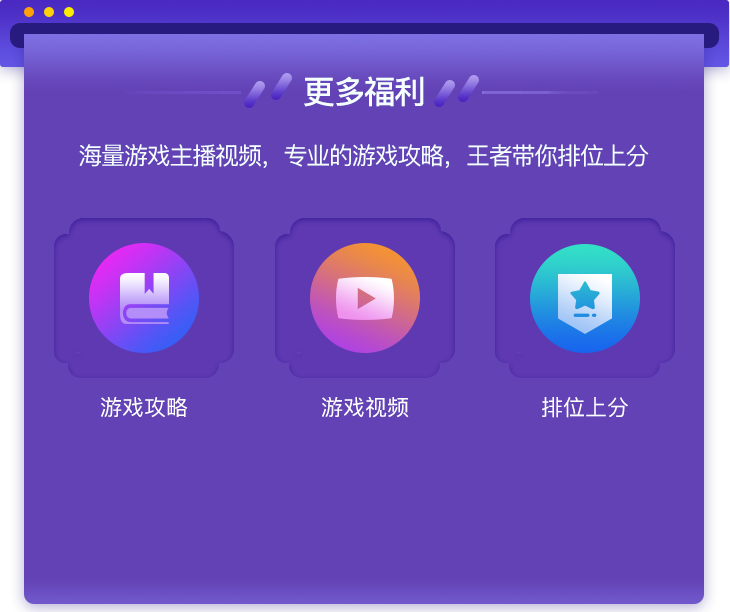 更多福利
海量游戏主播视频，专业的游戏攻略，王者带你排位上分
游戏攻略
游戏视频
排位上分